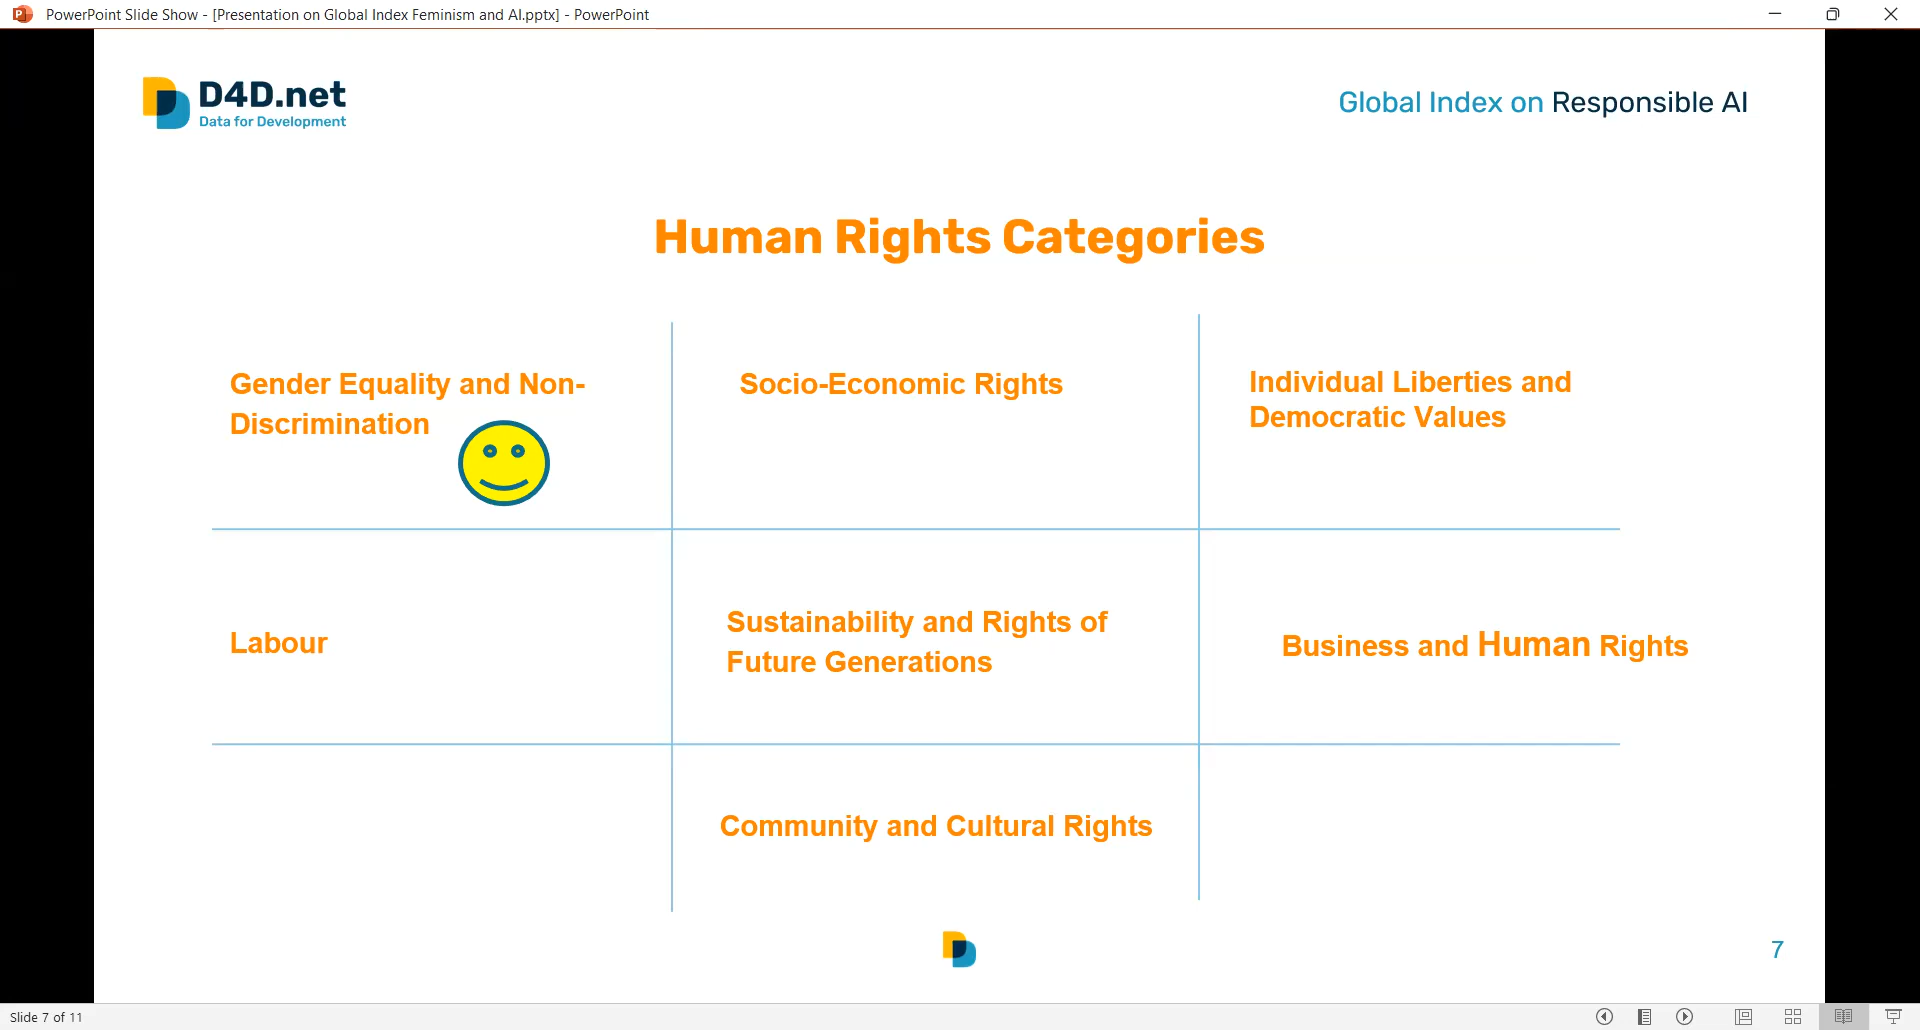 PowerPoint Slide Show - [Presentation on Global Index Feminism and AI.pptx] - PowerPoint
D4D.net
Data for Development
Global Index on Responsible AI
Human Rights Categories
Gender Equality and Non-
Discrimination
Socio-Economic Rights
Individual Liberties and
Democratic Values
Labour
Sustainability and Rights of
Future Generations
Business and Human Rights
Community and Cultural Rights
7
Slide 7 of 11